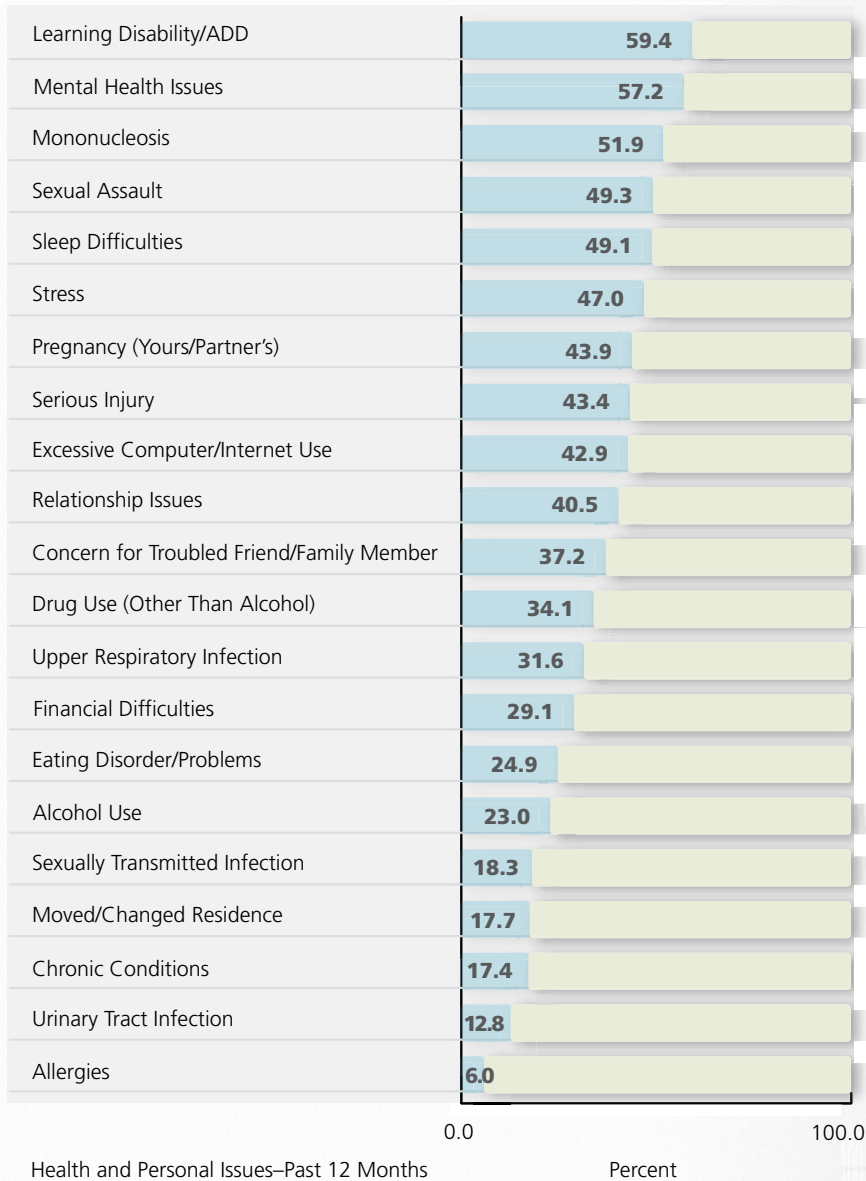 Learning Disability/ADD 59.4
Mental Health Issues 57.2
Mononucleosis 51.9
Sexual Assault 49.3
Sleep Difficulties 49.1
Stress 47.0
Pregnancy (Yours/Partner’s) 43.9
Serious Injury 43.4
Excessive Computer/Internet Use 42.9
Relationship Issues 40.5
Concern for Troubled Friend/Family Member 37.2
Drug Use (Other Than Alcohol) 34.1
Upper Respiratory Infection 31.6
Financial Difficulties 29.1
Eating Disorder/Problems 24.9
Alcohol Use 23.0
Sexually Transmitted Infection 18.3
Moved/Changed Residence 17.7
Chronic Conditions 17.4
Urinary Tract Infection 12.8
Allergies 6.0
0.0 100.0
Health and Personal Issues–Past 12 Months Percent